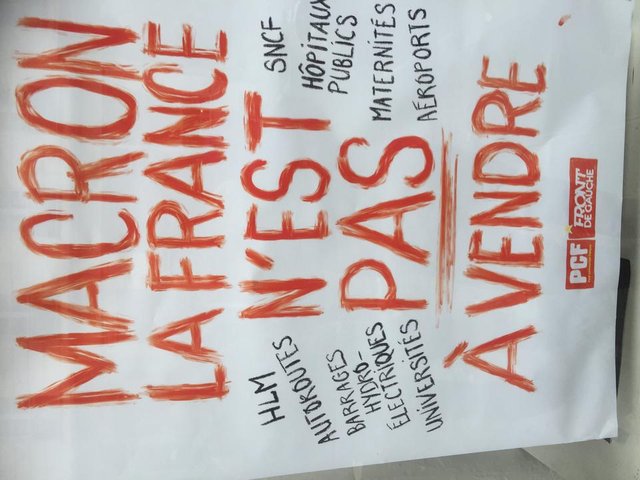 MACRON
LA FRANCE
N'EST
PAS
À VENDRE
HLM
AUTOROUTES
BARRAGES
HYDRO-
ÉLECTRIQUES
UNIVERSITÉS
SNCF
HÔPITAUX
PUBLICS
MATERNITÉS
AÉROPORTS
PCF
FRONT
DE GAUCHE